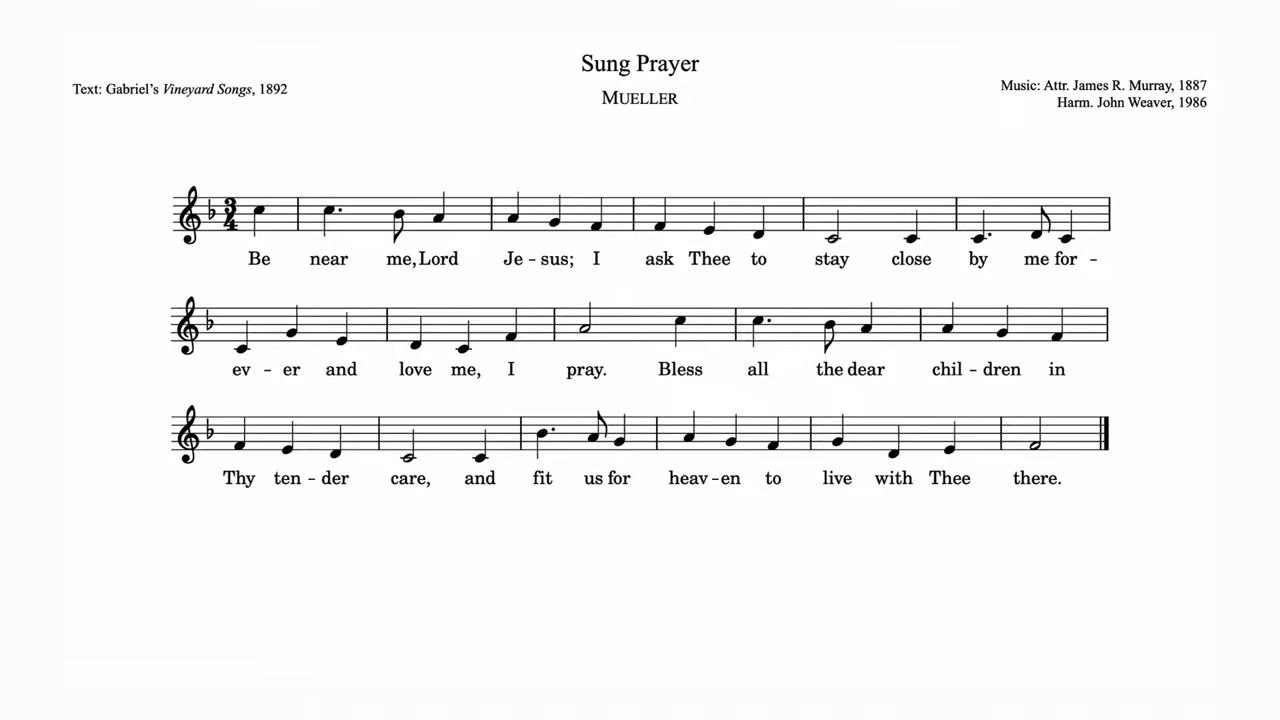 Sung Prayer
Text: Gabriel's Vineyard Songs, 1892
MUELLER
Music: Attr. James R. Murray, 1887
Harm. John Weaver, 1986
3
4
Be near me, Lord Je - sus; I ask Thee to stay close by me for -
ev - er and love me, I pray. Bless all the dear chil - dren in
Thy ten - der care, and fit us for heav - en to live with Thee there.